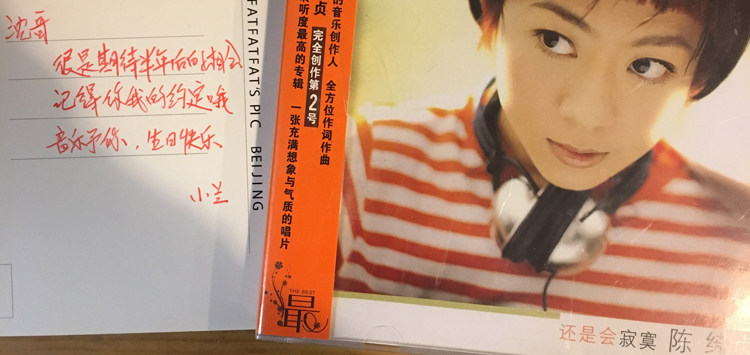 沈哥
很是期待半年后的相会
记得你我的约定哦
音乐予你，生日快乐
小兰
FATFATFAT'S PIC BEIJING
的音乐创作人 全方位作词作曲
贞 完全创作第2号
听度最高的专辑 一张充满想象与气质的唱片
THE BEST
最
还是会寂寞 陈 绮